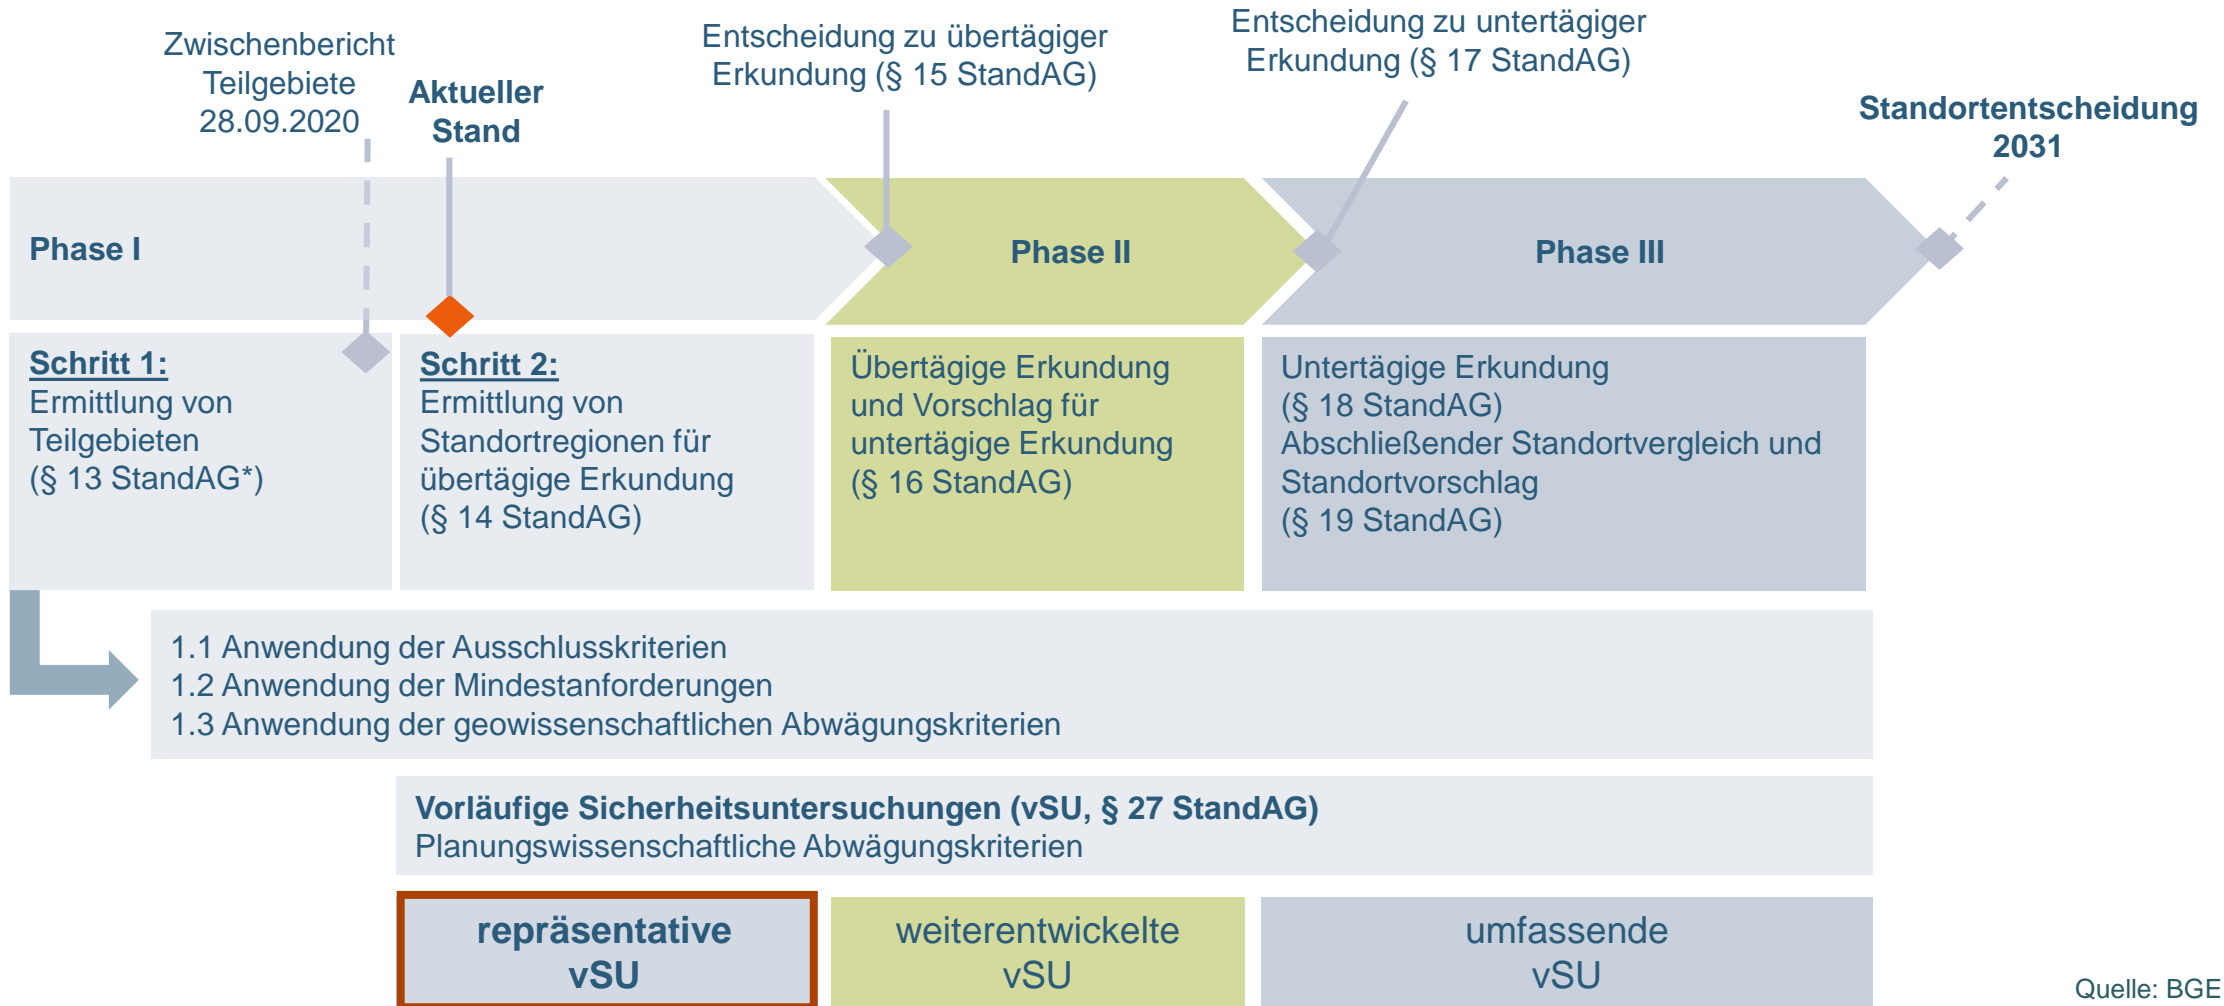 Zwischenbericht
Teilgebiete
28.09.2020
Aktueller
Stand
Entscheidung zu übertägiger
Erkundung (§ 15 StandAG)
Entscheidung zu untertägiger
Erkundung (§ 17 StandAG)
Standortentscheidung
2031
Phase I
Phase II
Phase III
Schritt 1:
Ermittlung von
Teilgebieten
(§ 13 StandAG*)
Schritt 2:
Ermittlung von
Standortregionen für
übertägige Erkundung
(§ 14 StandAG)
Übertägige Erkundung
und Vorschlag für
untertägige Erkundung
(§ 16 StandAG)
Untertägige Erkundung
(§ 18 StandAG)
Abschließender Standortvergleich und
Standortvorschlag
(§ 19 StandAG)
1.1 Anwendung der Ausschlusskriterien
1.2 Anwendung der Mindestanforderungen
1.3 Anwendung der geowissenschaftlichen Abwägungskriterien
Vorläufige Sicherheitsuntersuchungen (vSU, § 27 StandAG)
Planungswissenschaftliche Abwägungskriterien
repräsentative
vSU
weiterentwickelte
vSU
umfassende
vSU
Quelle: BGE